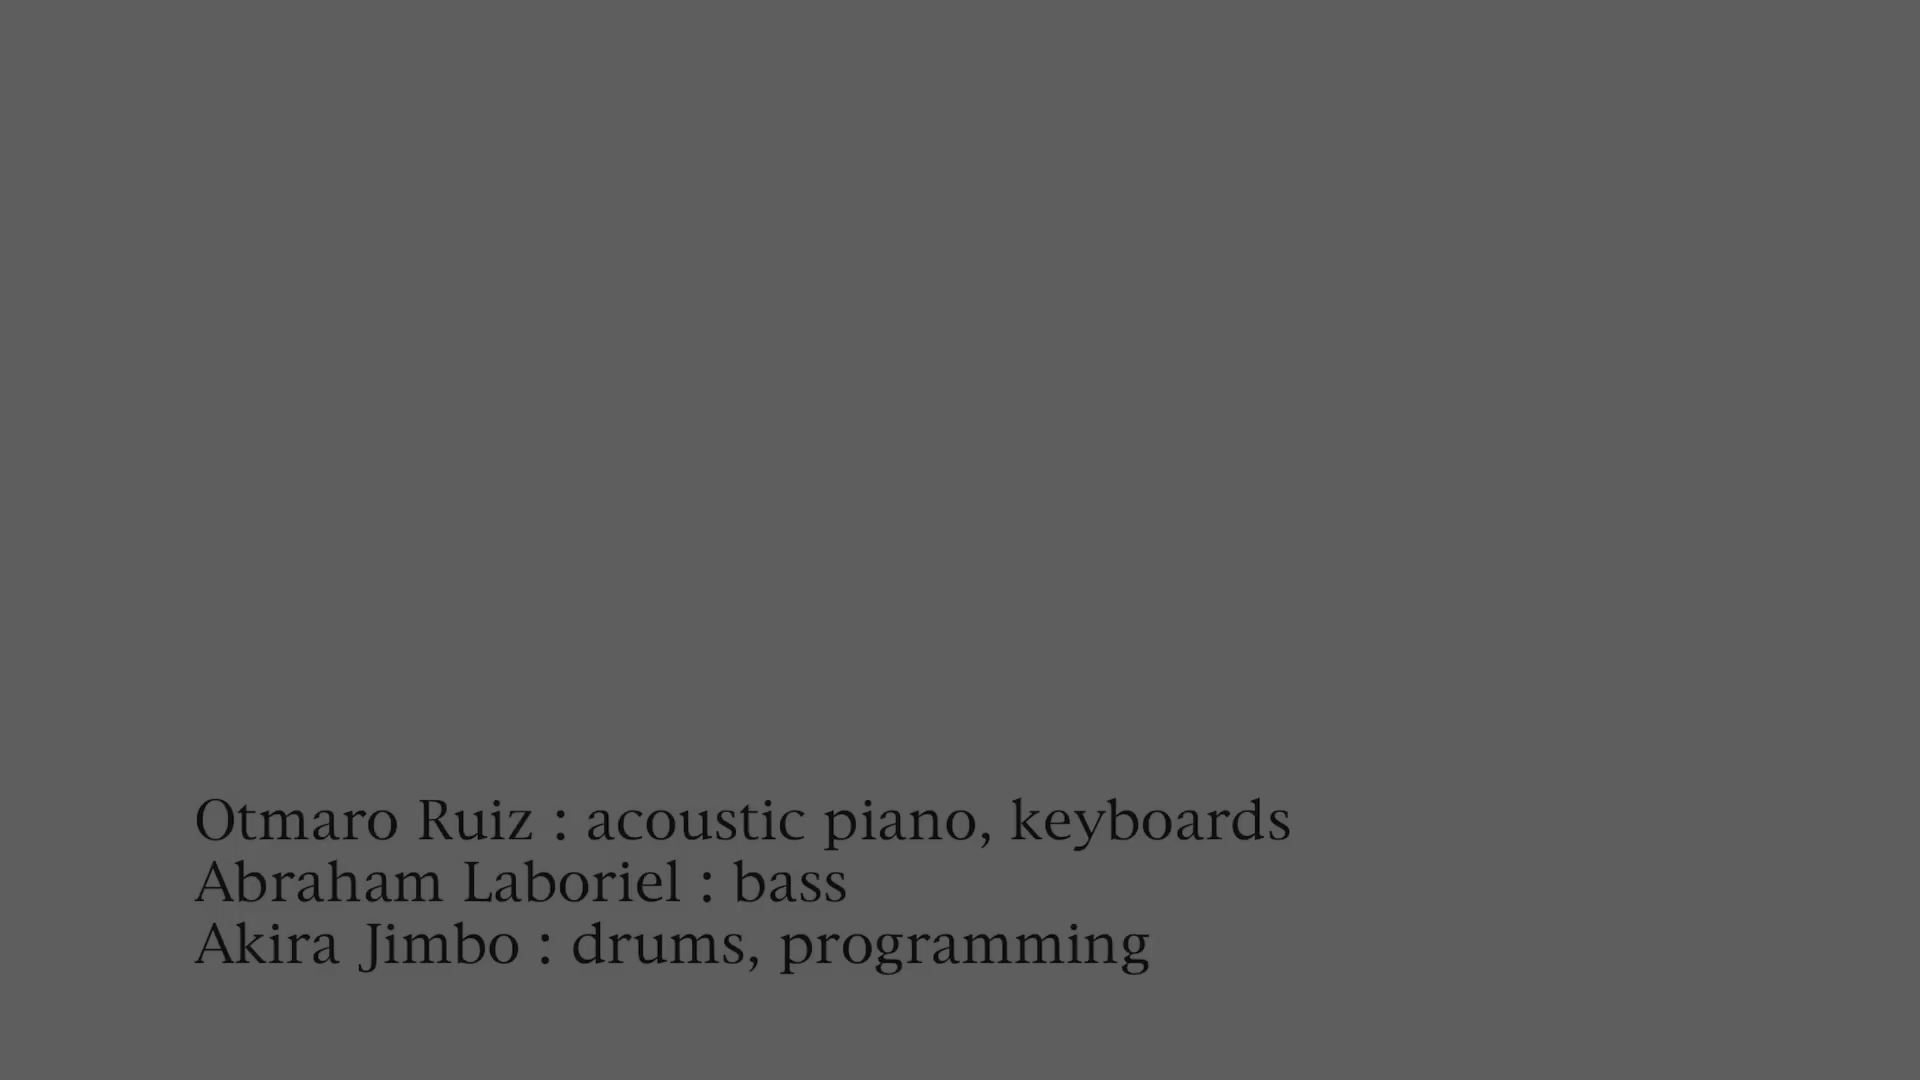 Otmaro Ruiz : acoustic piano, keyboards
Abraham Laboriel : bass
Akira Jimbo : drums, programming